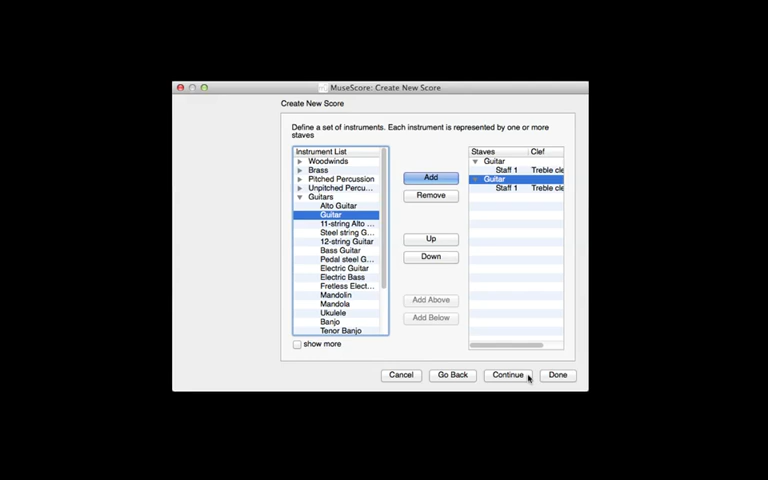 MuseScore: Create New Score
Create New Score
Define a set of instruments. Each instrument is represented by one or more
staves
Instrument List
Woodwinds
Brass
Pitched Percussion
Unpitched Percu...
Guitars
Alto Guitar
Guitar
11-string Alto ...
Steel string G...
12-string Guitar
Bass Guitar
Pedal steel G...
Electric Guitar
Electric Bass
Fretless Elect...
Mandolin
Mandola
Ukulele
Banjo
Tenor Banjo
show more
Add
Remove
Up
Down
Add Above
Add Below
Staves Clef
Guitar
Staff 1 Treble cle
Guitar
Staff 1 Treble cle
Cancel Go Back Continue Done